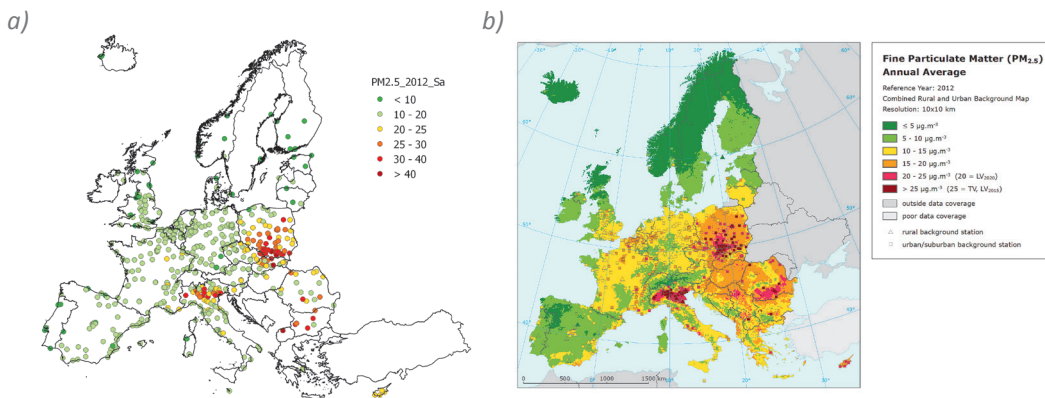 a)
PM2.5_2012_Sa
< 10
10 - 20
20 - 25
25 - 30
30 - 40
> 40
b)
Fine Particulate Matter (PM2.5)
Annual Average
Reference Year: 2012
Combined Rural and Urban Background Map
Resolution: 10x10 km
≤ 5 µg.m⁻³
5 - 10 µg.m⁻³
10 - 15 µg.m⁻³
15 - 20 µg.m⁻³
20 - 25 µg.m⁻³ (20 = LV2020)
> 25 µg.m⁻³ (25 = TV, LV2015)
outside data coverage
poor data coverage
rural background station
urban/suburban background station
0 500 1000 1500 km